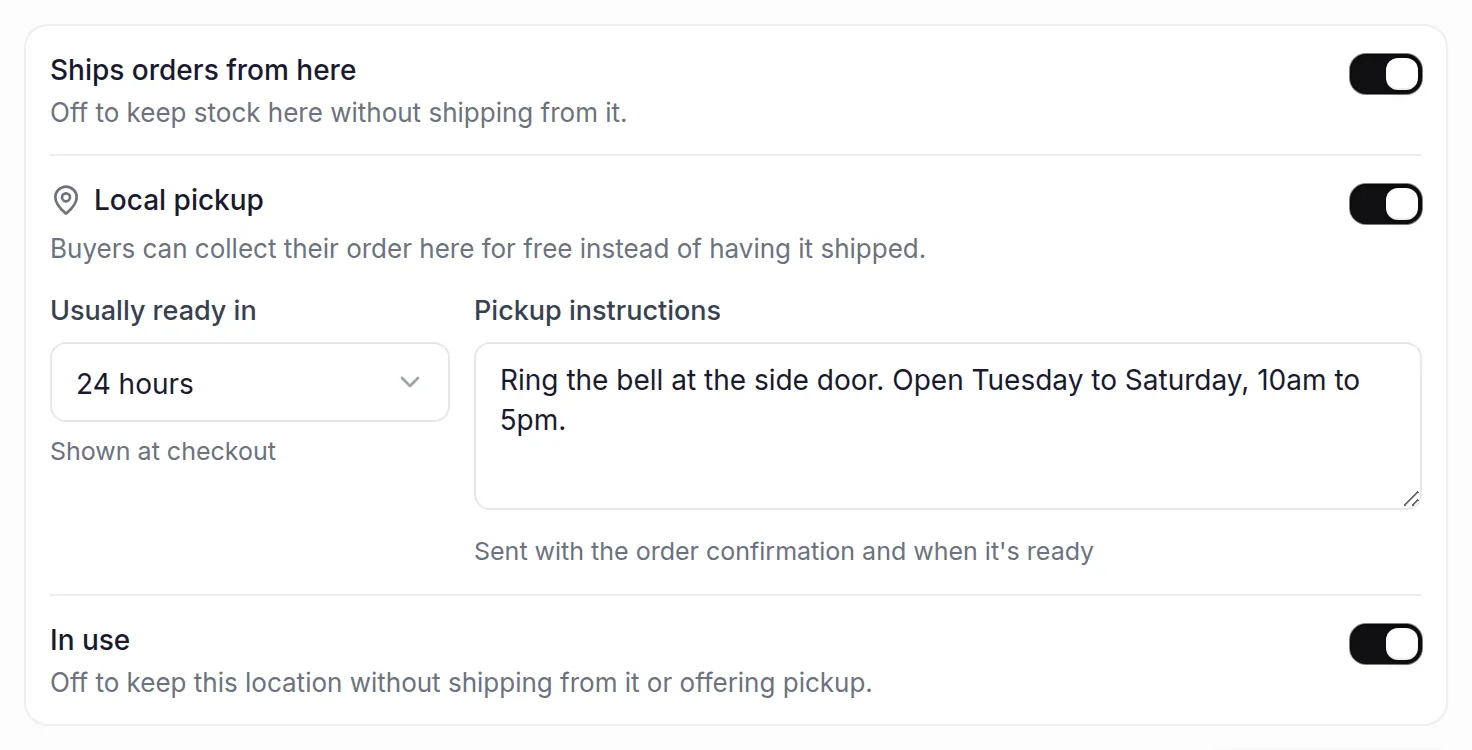 Ships orders from here
Off to keep stock here without shipping from it.
Local pickup
Buyers can collect their order here for free instead of having it shipped.
Usually ready in
24 hours
Shown at checkout
Pickup instructions
Ring the bell at the side door. Open Tuesday to Saturday, 10am to
5pm.
Sent with the order confirmation and when it's ready
In use
Off to keep this location without shipping from it or offering pickup.